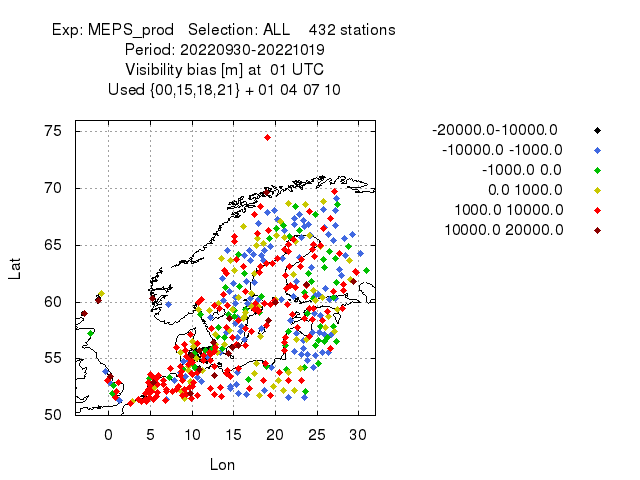 Exp: MEPS_prod   Selection: ALL    432 stations
Period: 20220930-20221019
Visibility bias [m] at  01 UTC
Used {00,15,18,21} + 01 04 07 10
-20000.0-10000.0
-10000.0 -1000.0
-1000.0 0.0
0.0 1000.0
1000.0 10000.0
10000.0 20000.0
75
70
65
60
55
50
Lat
0 5 10 15 20 25 30
Lon